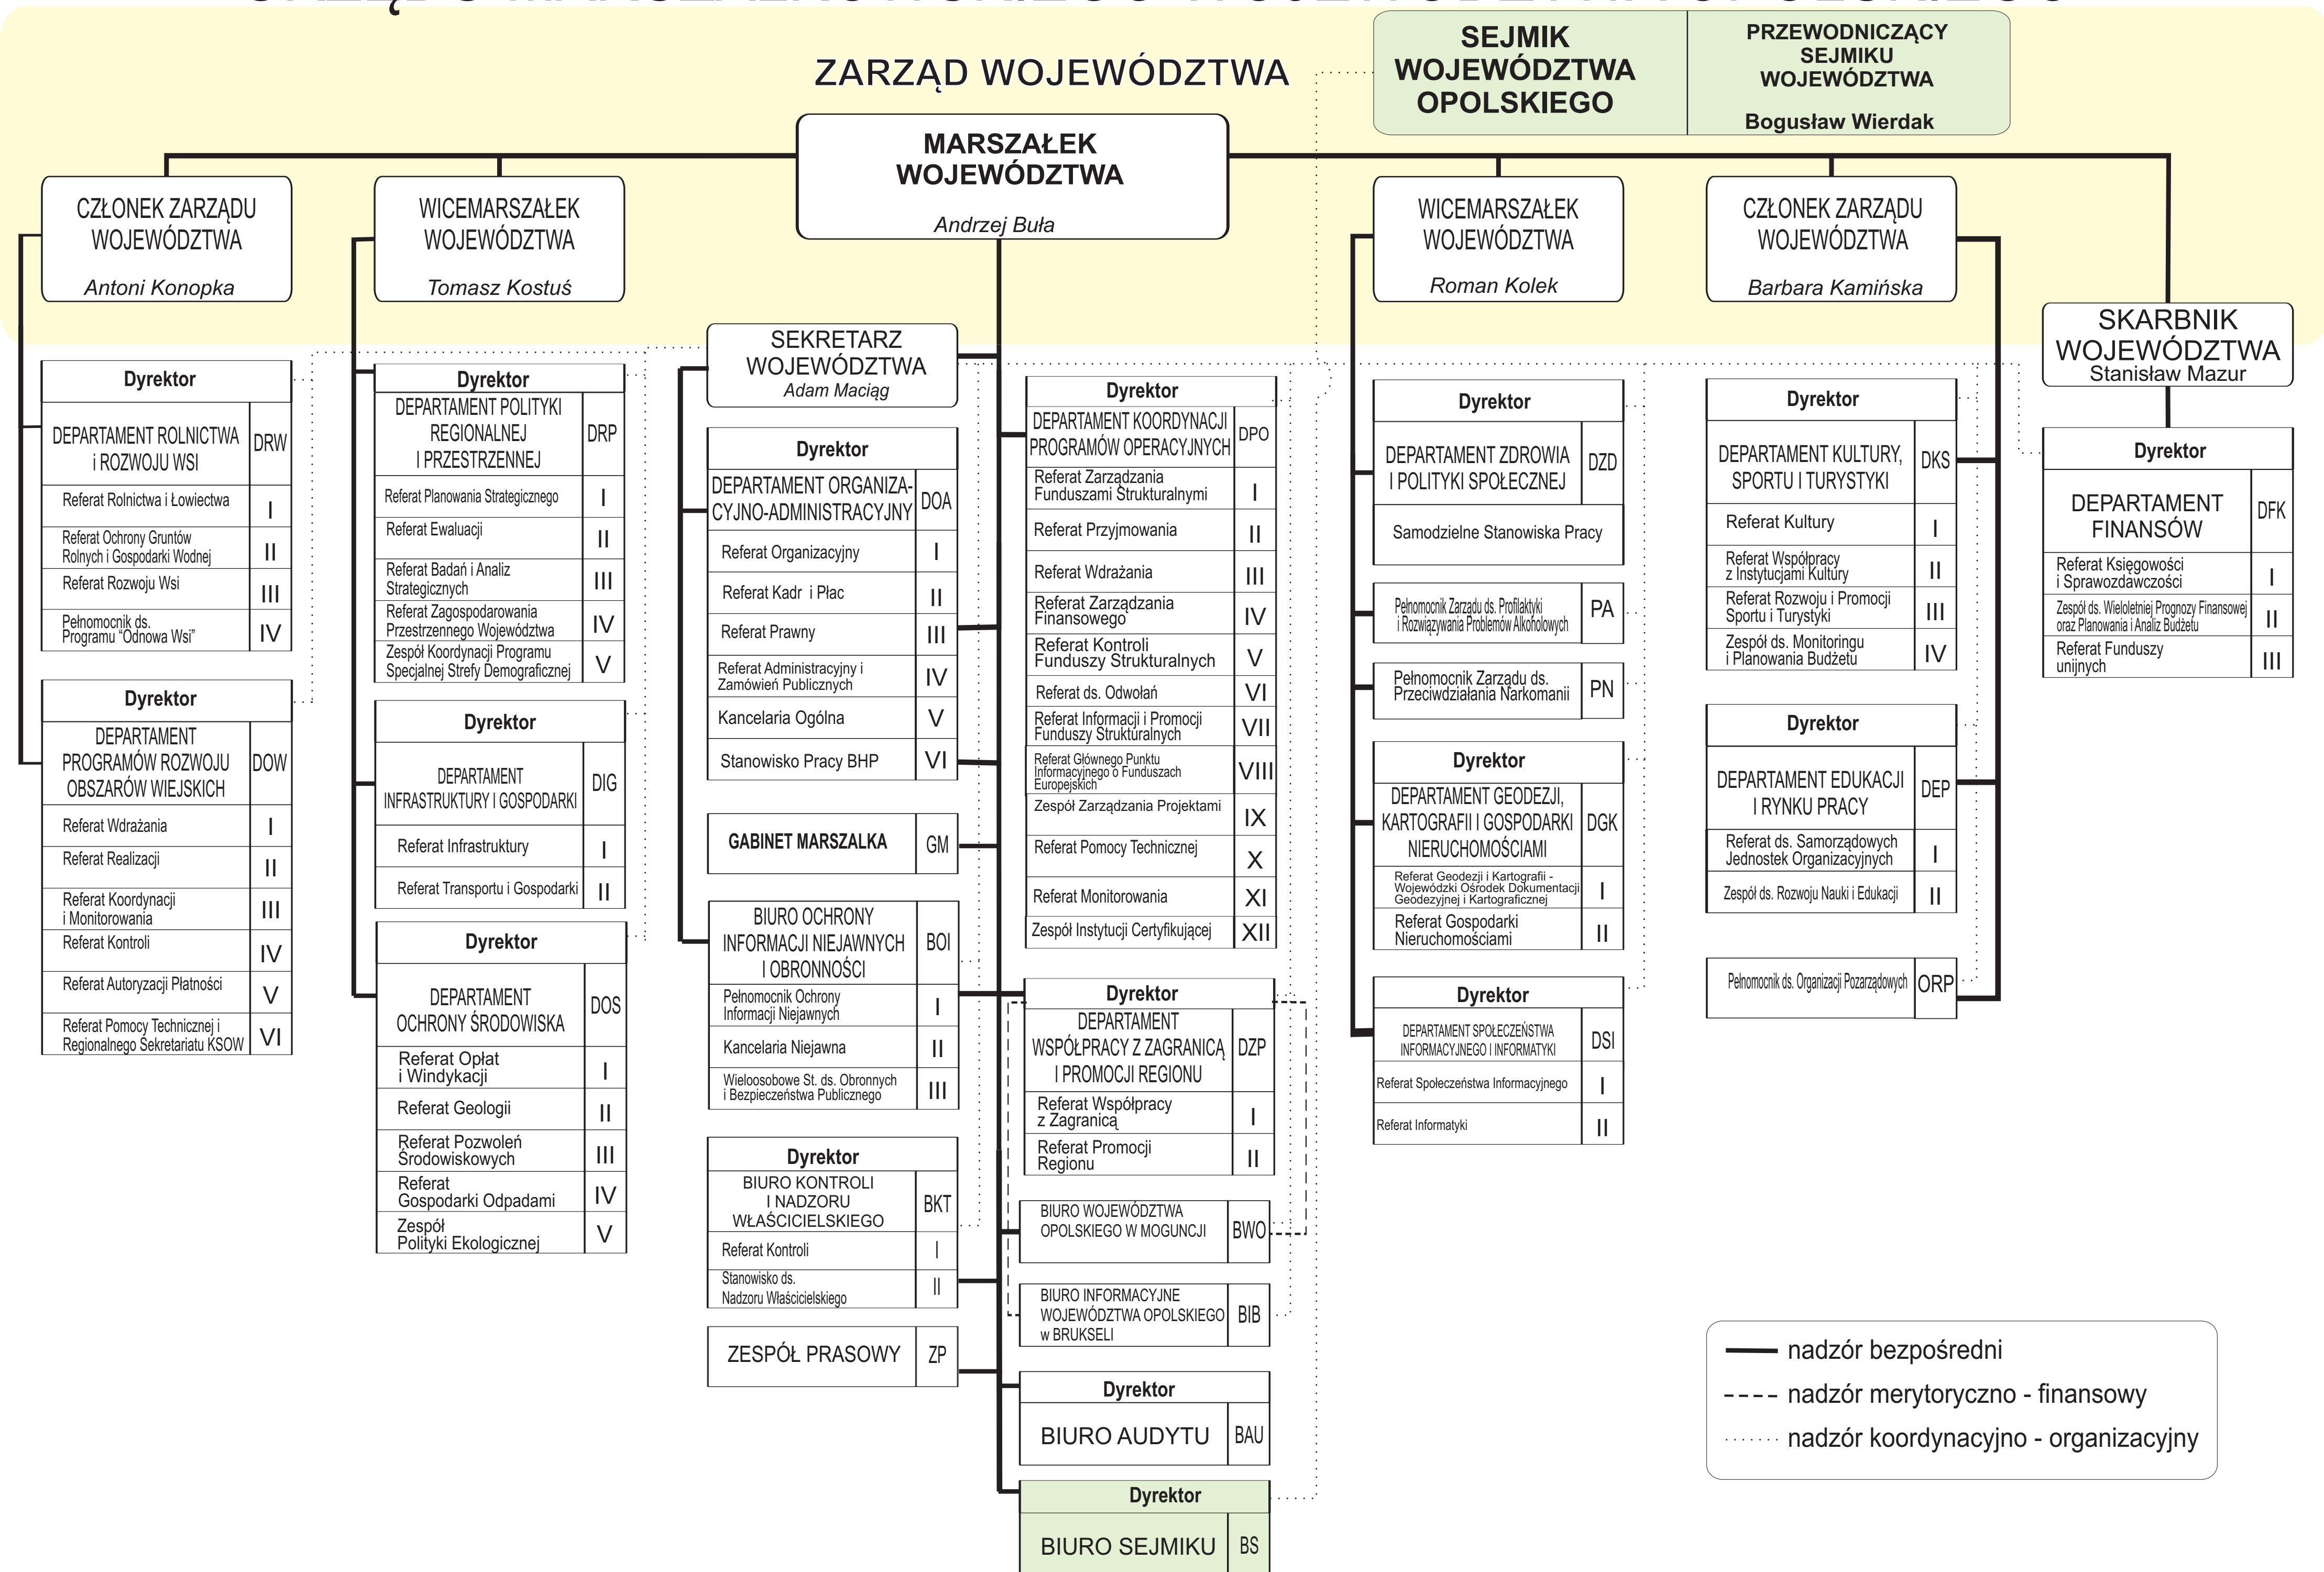 ZARZĄD WOJEWÓDZTWA
SEJMIK
WOJEWÓDZTWA
OPOLSKIEGO
PRZEWODNICZĄCY
SEJMIKU
WOJEWÓDZTWA
Bogusław Wierdak
MARSZAŁEK
WOJEWÓDZTWA
Andrzej Buła
CZŁONEK ZARZĄDU
WOJEWÓDZTWA
Antoni Konopka
WICEMARSZAŁEK
WOJEWÓDZTWA
Tomasz Kostuś
WICEMARSZAŁEK
WOJEWÓDZTWA
Roman Kolek
CZŁONEK ZARZĄDU
WOJEWÓDZTWA
Barbara Kamińska
SKARBNIK
WOJEWÓDZTWA
Stanisław Mazur
SEKRETARZ
WOJEWÓDZTWA
Adam Maciąg
Dyrektor
DEPARTAMENT ROLNICTWA
i ROZWOJU WSI
DRW
Referat Rolnictwa i Łowiectwa
I
Referat Ochrony Gruntów
Rolnych i Gospodarki Wodnej
II
Referat Rozwoju Wsi
III
Pełnomocnik ds.
Programu “Odnowa Wsi”
IV
Dyrektor
DEPARTAMENT
PROGRAMÓW ROZWOJU
OBSZARÓW WIEJSKICH
DOW
Referat Wdrażania
I
Referat Realizacji
II
Referat Koordynacji
i Monitorowania
III
Referat Kontroli
IV
Referat Autoryzacji Płatności
V
Referat Pomocy Technicznej i
Regionalnego Sekretariatu KSOW
VI
Dyrektor
DEPARTAMENT POLITYKI
REGIONALNEJ
I PRZESTRZENNEJ
DRP
Referat Planowania Strategicznego
I
Referat Ewaluacji
II
Referat Badań i Analiz
Strategicznych
III
Referat Zagospodarowania
Przestrzennego Województwa
IV
Zespół Koordynacji Programu
Specjalnej Strefy Demograficznej
V
Dyrektor
DEPARTAMENT
INFRASTRUKTURY I GOSPODARKI
DIG
Referat Infrastruktury
I
Referat Transportu i Gospodarki
II
Dyrektor
DEPARTAMENT
OCHRONY ŚRODOWISKA
DOS
Referat Opłat
i Windykacji
I
Referat Geologii
II
Referat Pozwoleń
Środowiskowych
III
Referat
Gospodarki Odpadami
IV
Zespół
Polityki Ekologicznej
V
Dyrektor
DEPARTAMENT ORGANIZA-
CYJNO-ADMINISTRACYJNY
DOA
Referat Organizacyjny
I
Referat Kadr i Płac
II
Referat Prawny
III
Referat Administracyjny i
Zamówień Publicznych
IV
Kancelaria Ogólna
V
Stanowisko Pracy BHP
VI
GABINET MARSZALKA
GM
BIURO OCHRONY
INFORMACJI NIEJAWNYCH
I OBRONNOŚCI
BOI
Pełnomocnik Ochrony
Informacji Niejawnych
I
Kancelaria Niejawna
II
Wieloosobowe St. ds. Obronnych
i Bezpieczeństwa Publicznego
III
Dyrektor
BIURO KONTROLI
I NADZORU
WŁAŚCICIELSKIEGO
BKT
Referat Kontroli
I
Stanowisko ds.
Nadzoru Właścicielskiego
II
ZESPÓŁ PRASOWY
ZP
Dyrektor
DEPARTAMENT KOORDYNACJI
PROGRAMÓW OPERACYJNYCH
DPO
Referat Zarządzania
Funduszami Strukturalnymi
I
Referat Przyjmowania
II
Referat Wdrażania
III
Referat Zarządzania
Finansowego
IV
Referat Kontroli
Funduszy Strukturalnych
V
Referat ds. Odwołań
VI
Referat Informacji i Promocji
Funduszy Strukturalnych
VII
Referat Głównego Punktu
Informacyjnego o Funduszach
Europejskich
VIII
Zespół Zarządzania Projektami
IX
Referat Pomocy Technicznej
X
Referat Monitorowania
XI
Zespół Instytucji Certyfikującej
XII
Dyrektor
DEPARTAMENT
WSPÓŁPRACY Z ZAGRANICĄ
I PROMOCJI REGIONU
DZP
Referat Współpracy
z Zagranicą
I
Referat Promocji
Regionu
II
BIURO WOJEWÓDZTWA
OPOLSKIEGO W MOGUNCJI
BWO
BIURO INFORMACYJNE
WOJEWÓDZTWA OPOLSKIEGO
w BRUKSELI
BIB
Dyrektor
BIURO AUDYTU
BAU
Dyrektor
BIURO SEJMIKU
BS
Dyrektor
DEPARTAMENT ZDROWIA
I POLITYKI SPOŁECZNEJ
DZD
Samodzielne Stanowiska Pracy
Pełnomocnik Zarządu ds. Profilaktyki
i Rozwiązywania Problemów Alkoholowych
PA
Pełnomocnik Zarządu ds.
Przeciwdziałania Narkomanii
PN
Dyrektor
DEPARTAMENT GEODEZJI,
KARTOGRAFII I GOSPODARKI
NIERUCHOMOŚCIAMI
DGK
Referat Geodezji i Kartografii -
Wojewódzki Ośrodek Dokumentacji
Geodezyjnej i Kartograficznej
I
Referat Gospodarki
Nieruchomościami
II
Dyrektor
DEPARTAMENT SPOŁECZEŃSTWA
INFORMACYJNEGO I INFORMATYKI
DSI
Referat Społeczeństwa Informacyjnego
I
Referat Informatyki
II
Dyrektor
DEPARTAMENT KULTURY,
SPORTU I TURYSTYKI
DKS
Referat Kultury
I
Referat Współpracy
z Instytucjami Kultury
II
Referat Rozwoju i Promocji
Sportu i Turystyki
III
Zespół ds. Monitoringu
i Planowania Budżetu
IV
Dyrektor
DEPARTAMENT EDUKACJI
I RYNKU PRACY
DEP
Referat ds. Samorządowych
Jednostek Organizacyjnych
I
Zespół ds. Rozwoju Nauki i Edukacji
II
Pełnomocnik ds. Organizacji Pozarządowych
ORP
Dyrektor
DEPARTAMENT
FINANSÓW
DFK
Referat Księgowości
i Sprawozdawczości
I
Zespół ds. Wieloletniej Prognozy Finansowej
oraz Planowania i Analiz Budżetu
II
Referat Funduszy
unijnych
III
nadzór bezpośredni
nadzór merytoryczno - finansowy
nadzór koordynacyjno - organizacyjny